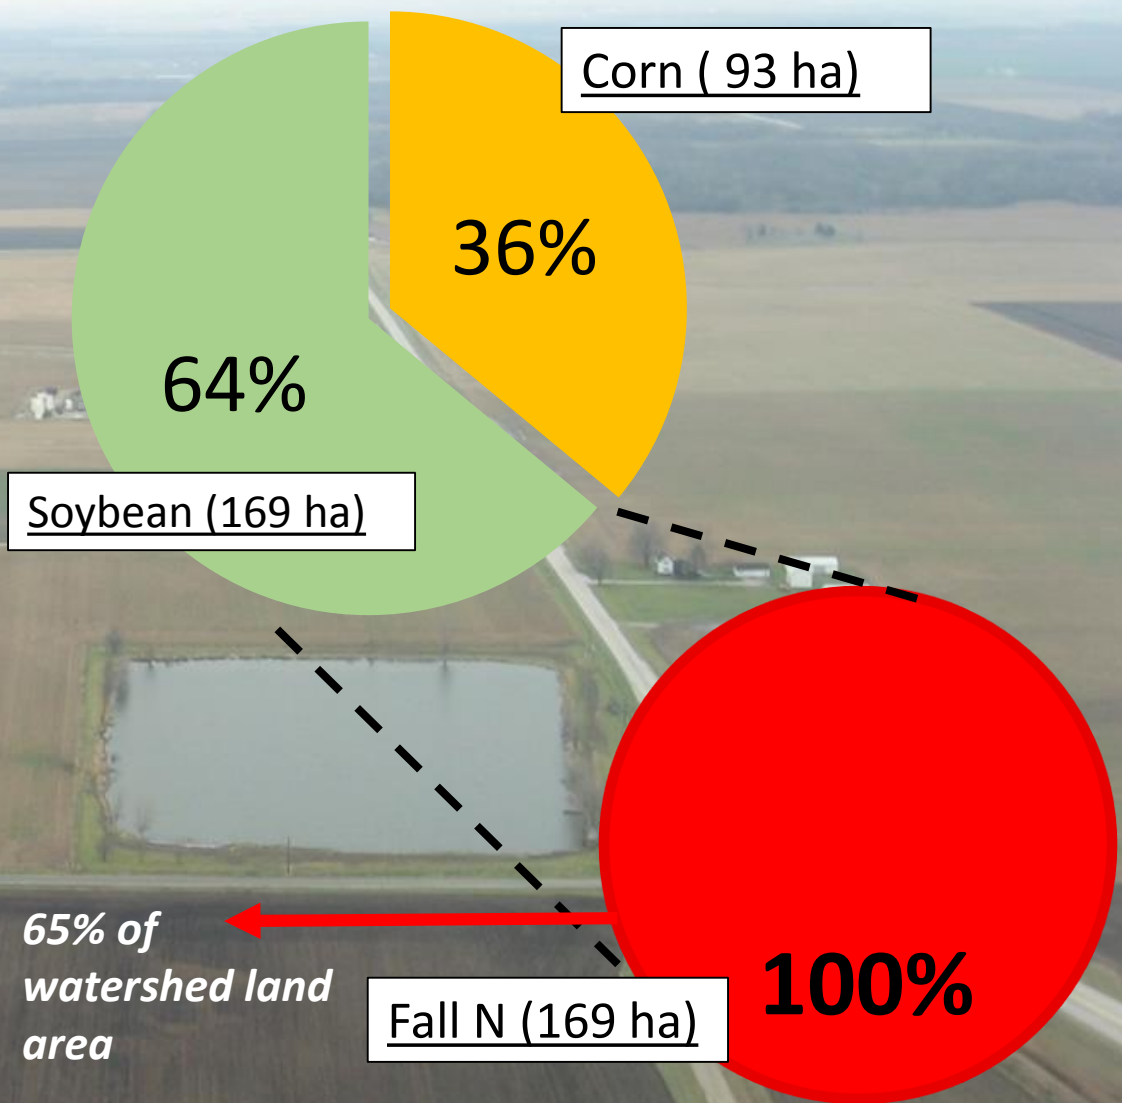 Corn ( 93 ha)
36%
64%
Soybean (169 ha)
65% of
watershed land
area
100%
Fall N (169 ha)